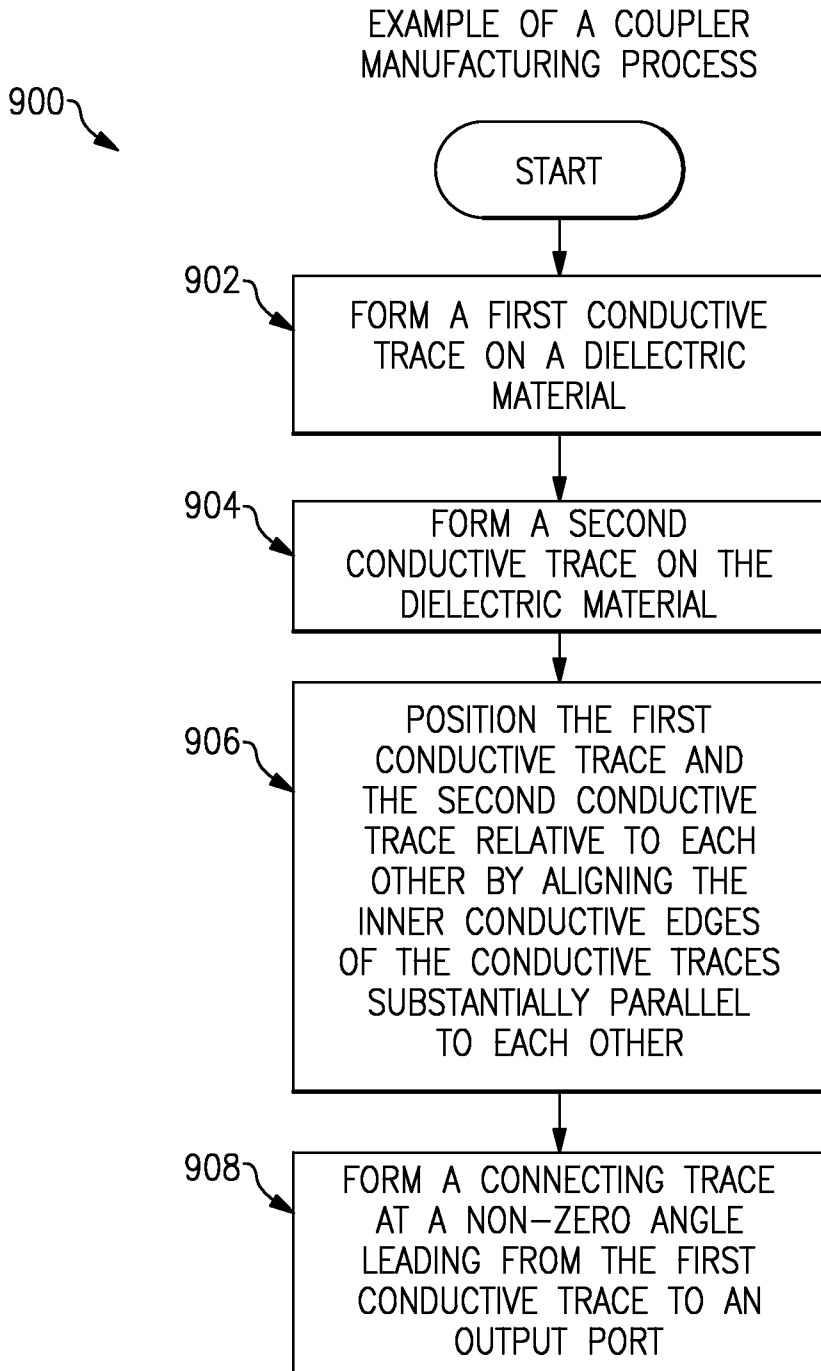 EXAMPLE OF A COUPLER
MANUFACTURING PROCESS
900
START
902
FORM A FIRST CONDUCTIVE
TRACE ON A DIELECTRIC
MATERIAL
904
FORM A SECOND
CONDUCTIVE TRACE ON THE
DIELECTRIC MATERIAL
906
POSITION THE FIRST
CONDUCTIVE TRACE AND
THE SECOND CONDUCTIVE
TRACE RELATIVE TO EACH
OTHER BY ALIGNING THE
INNER CONDUCTIVE EDGES
OF THE CONDUCTIVE TRACES
SUBSTANTIALLY PARALLEL
TO EACH OTHER
908
FORM A CONNECTING TRACE
AT A NON-ZERO ANGLE
LEADING FROM THE FIRST
CONDUCTIVE TRACE TO AN
OUTPUT PORT